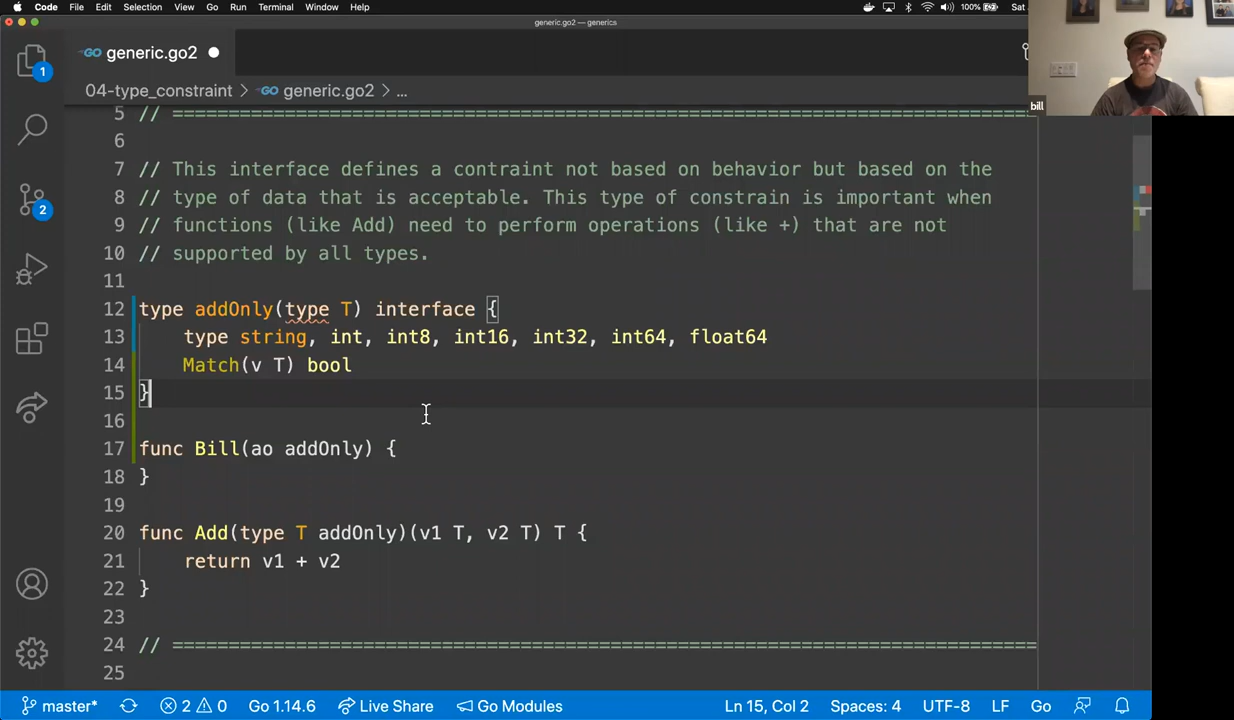 Code File Edit Selection View Go Run Terminal Window Help 100% Sat
generic.go2 — generics
GO generic.go2
04-type_constraint > GO generic.go2 > ...
bill
1
2
5 // =============================================================================
6
7 // This interface defines a contraint not based on behavior but based on the
8 // type of data that is acceptable. This type of constrain is important when
9 // functions (like Add) need to perform operations (like +) that are not
10 // supported by all types.
11
12 type addOnly(type T) interface {
13 type string, int, int8, int16, int32, int64, float64
14 Match(v T) bool
15 }
16
17 func Bill(ao addOnly) {
18 }
19
20 func Add(type T addOnly)(v1 T, v2 T) T {
21 return v1 + v2
22 }
23
24 // =============================================================================
25
master* 2 0 Go 1.14.6 Live Share Go Modules Ln 15, Col 2 Spaces: 4 UTF-8 LF Go